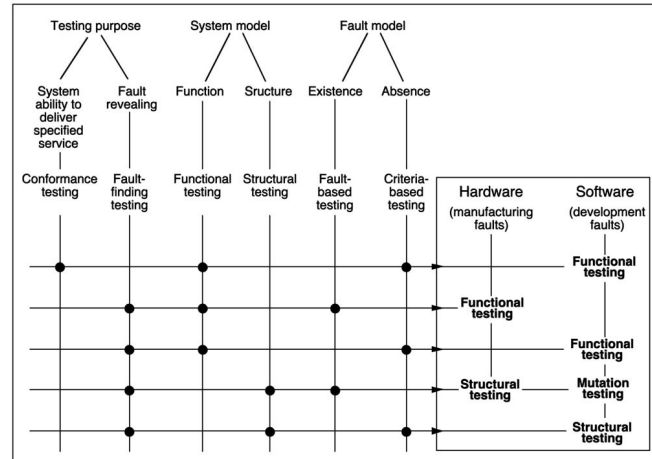 Testing purpose
System model
Fault model
System
ability to
deliver
specified
service
Fault
revealing
Function
Sructure
Existence
Absence
Conformance
testing
Fault-
finding
testing
Functional
testing
Structural
testing
Fault-
based
testing
Criteria-
based
testing
Hardware
(manufacturing
faults)
Software
(development
faults)
Functional
testing
Functional
testing
Functional
testing
Structural
testing
Mutation
testing
Structural
testing